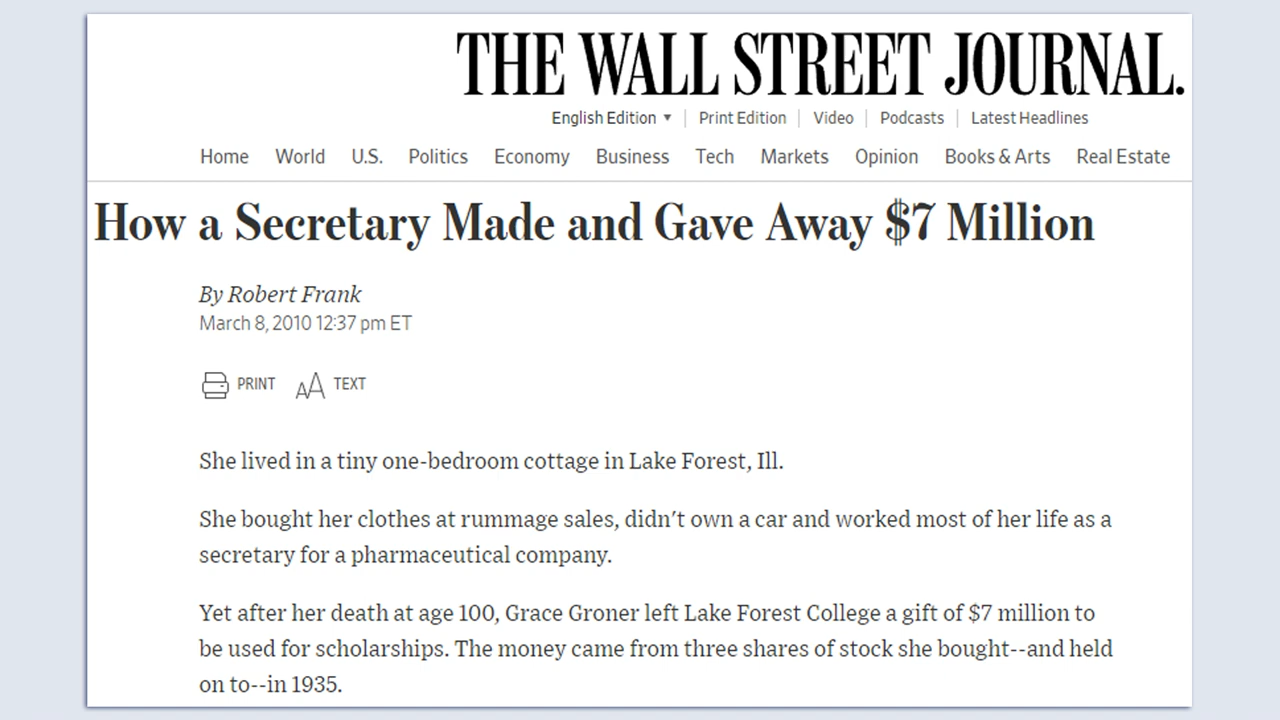 THE WALL STREET JOURNAL.
English Edition ▼ | Print Edition | Video | Podcasts | Latest Headlines
Home World U.S. Politics Economy Business Tech Markets Opinion Books & Arts Real Estate
How a Secretary Made and Gave Away $7 Million
By Robert Frank
March 8, 2010 12:37 pm ET
PRINT AA TEXT
She lived in a tiny one-bedroom cottage in Lake Forest, Ill.
She bought her clothes at rummage sales, didn't own a car and worked most of her life as a
secretary for a pharmaceutical company.
Yet after her death at age 100, Grace Groner left Lake Forest College a gift of $7 million to
be used for scholarships. The money came from three shares of stock she bought--and held
on to--in 1935.